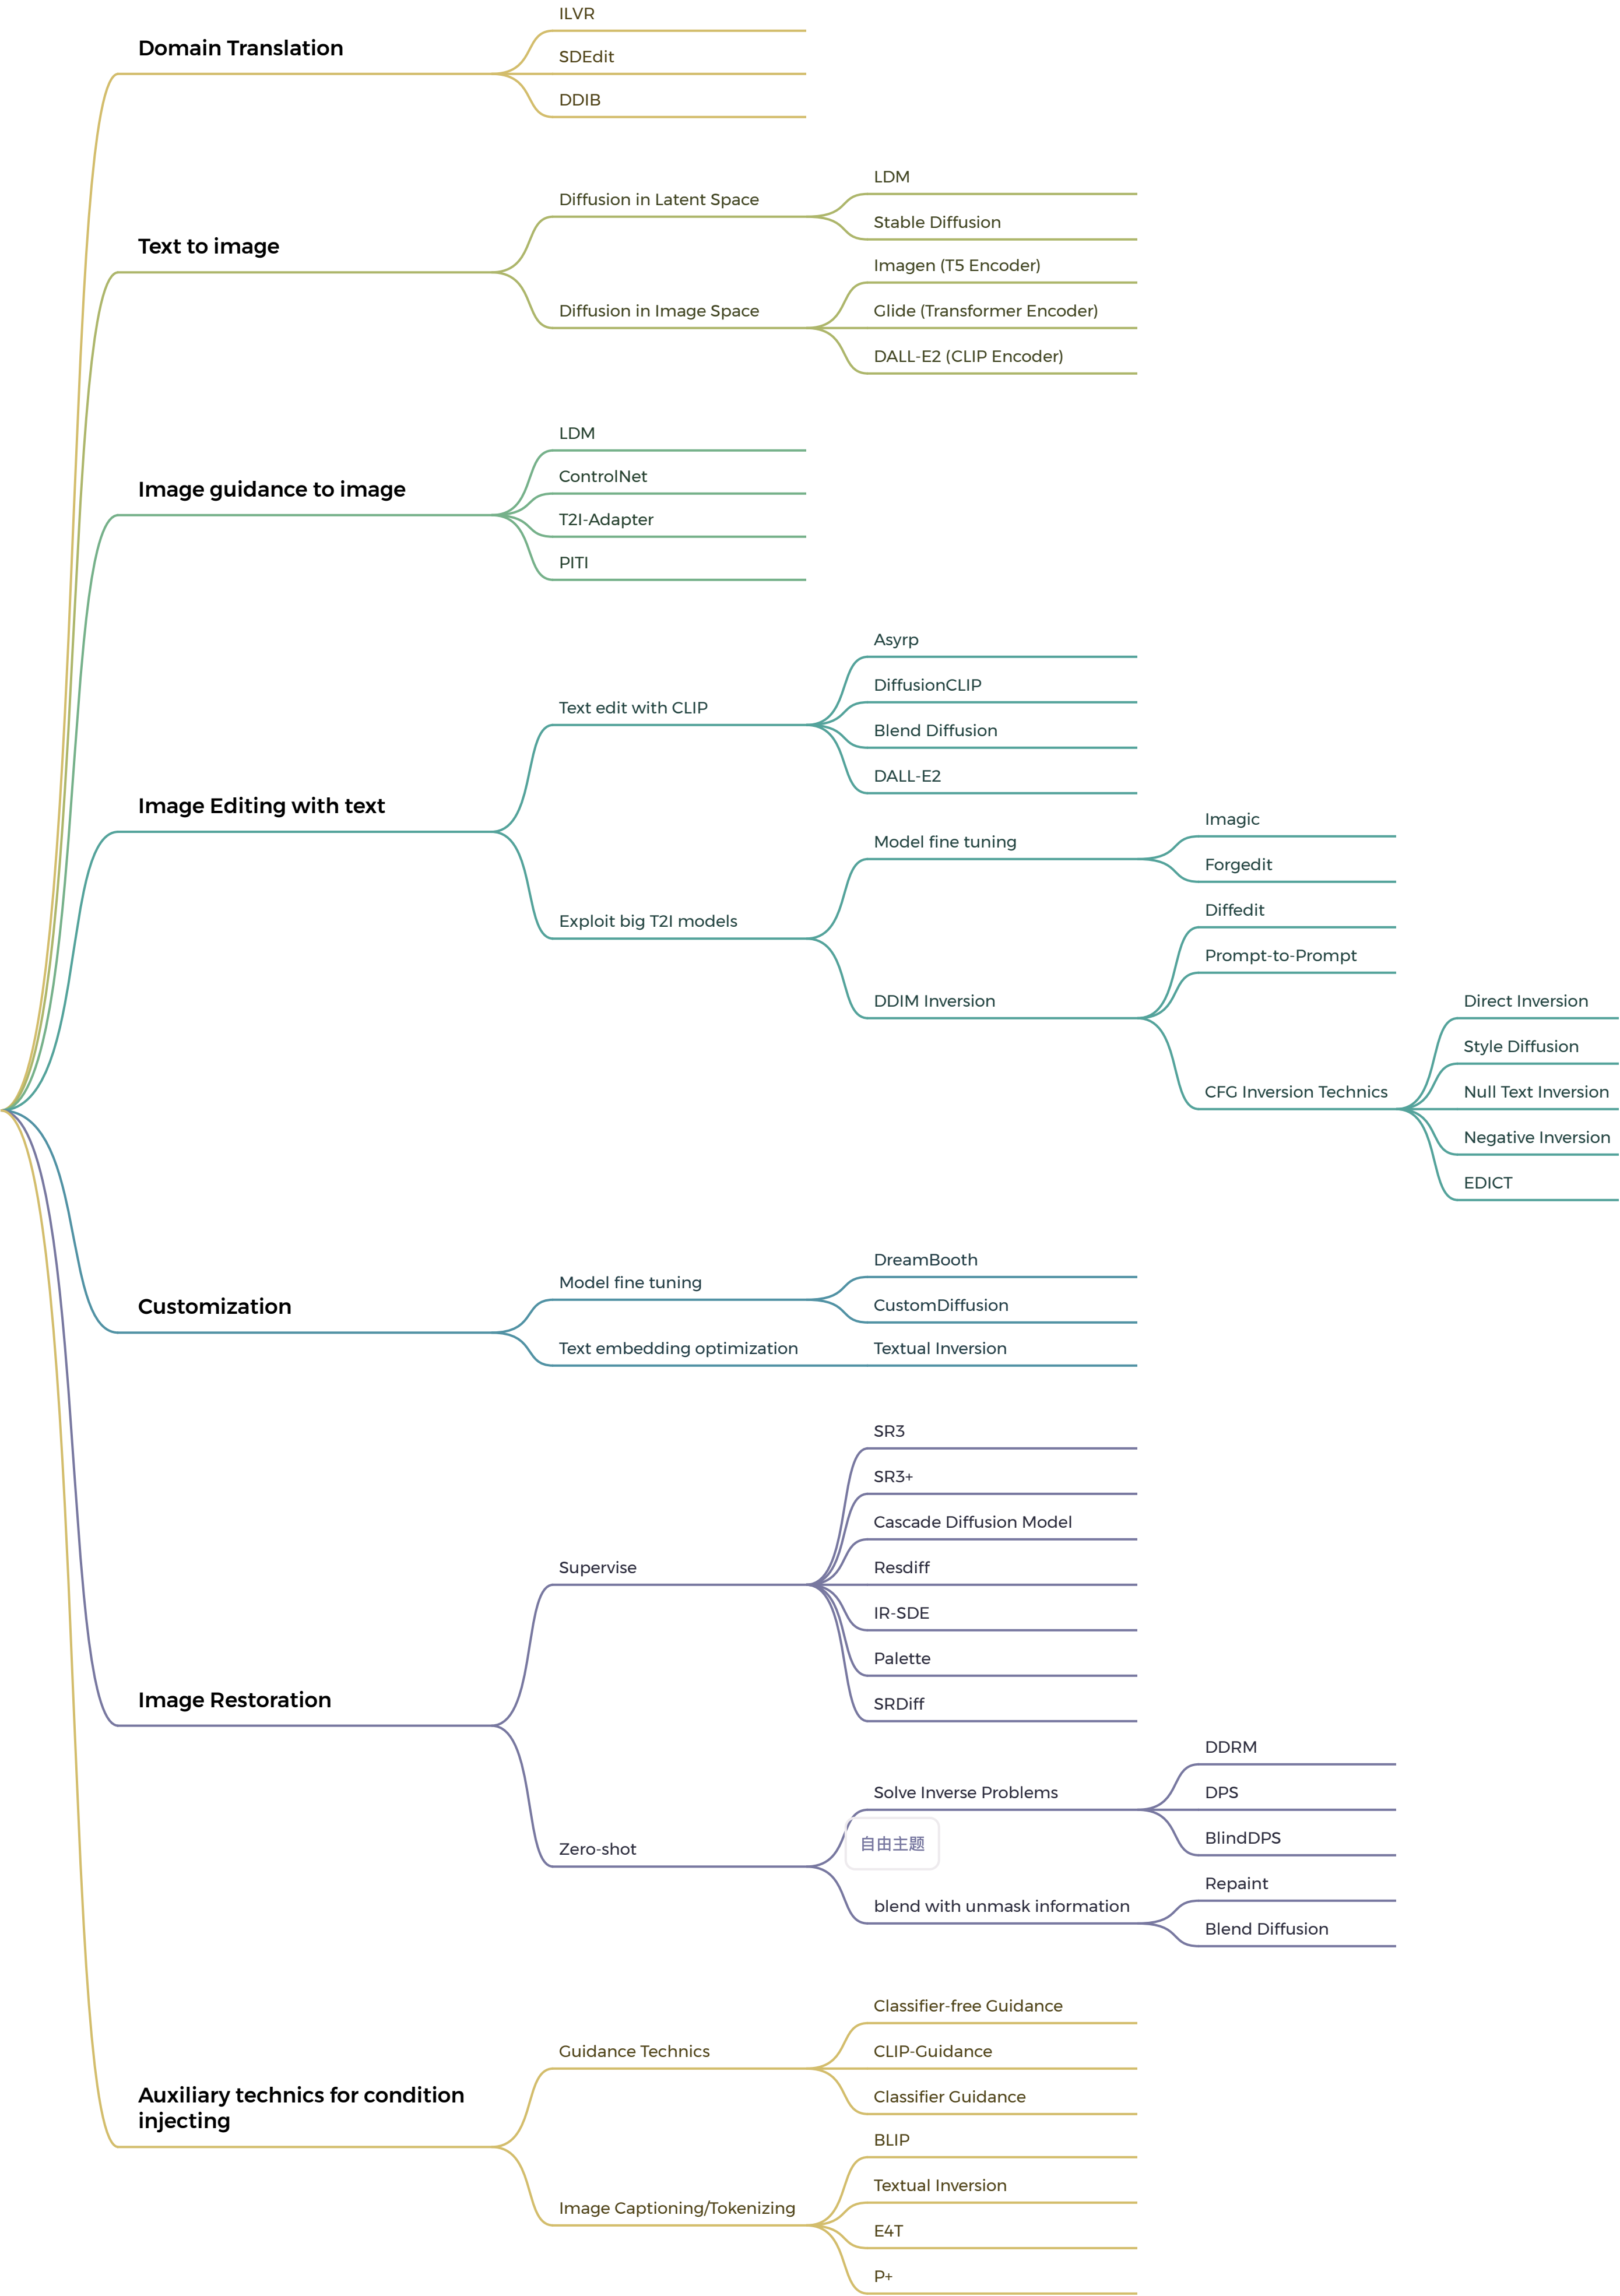 Domain Translation
ILVR
SDEdit
DDIB
Text to image
Diffusion in Latent Space
LDM
Stable Diffusion
Diffusion in Image Space
Imagen (T5 Encoder)
Glide (Transformer Encoder)
DALL-E2 (CLIP Encoder)
Image guidance to image
LDM
ControlNet
T2I-Adapter
PITI
Image Editing with text
Text edit with CLIP
Asyrp
DiffusionCLIP
Blend Diffusion
DALL-E2
Exploit big T2I models
Model fine tuning
Imagic
Forgedit
DDIM Inversion
Diffedit
Prompt-to-Prompt
CFG Inversion Technics
Direct Inversion
Style Diffusion
Null Text Inversion
Negative Inversion
EDICT
Customization
Model fine tuning
DreamBooth
CustomDiffusion
Text embedding optimization
Textual Inversion
Image Restoration
Supervise
SR3
SR3+
Cascade Diffusion Model
Resdiff
IR-SDE
Palette
SRDiff
Zero-shot
Solve Inverse Problems
DDRM
DPS
BlindDPS
自由主题
blend with unmask information
Repaint
Blend Diffusion
Auxiliary technics for condition
injecting
Guidance Technics
Classifier-free Guidance
CLIP-Guidance
Classifier Guidance
Image Captioning/Tokenizing
BLIP
Textual Inversion
E4T
P+